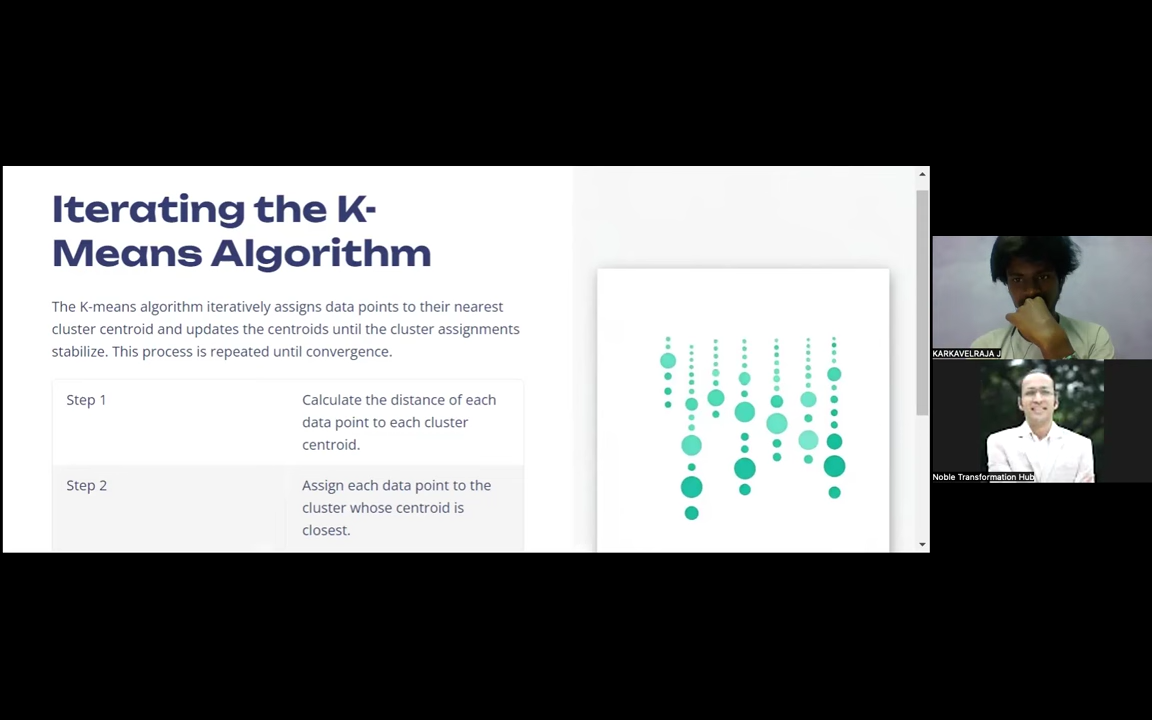 Iterating the K-
Means Algorithm
The K-means algorithm iteratively assigns data points to their nearest
cluster centroid and updates the centroids until the cluster assignments
stabilize. This process is repeated until convergence.
Step 1
Calculate the distance of each
data point to each cluster
centroid.
Step 2
Assign each data point to the
cluster whose centroid is
closest.
KARKAVELRAJA J
Noble Transformation Hub